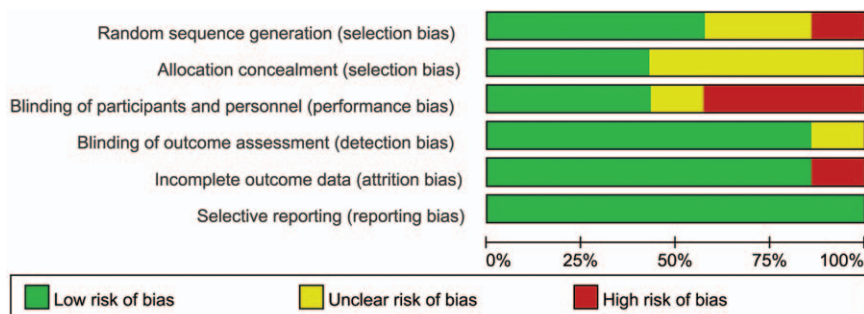 Random sequence generation (selection bias)
Allocation concealment (selection bias)
Blinding of participants and personnel (performance bias)
Blinding of outcome assessment (detection bias)
Incomplete outcome data (attrition bias)
Selective reporting (reporting bias)
0% 25% 50% 75% 100%
Low risk of bias Unclear risk of bias High risk of bias